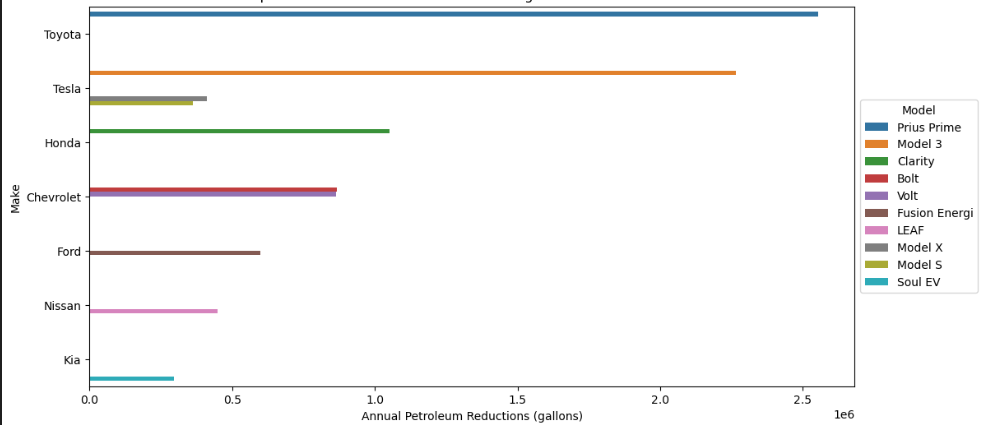 Toyota
Tesla
Honda
Chevrolet
Ford
Nissan
Kia
Make
0.0 0.5 1.0 1.5 2.0 2.5
1e6
Annual Petroleum Reductions (gallons)
Model
Prius Prime
Model 3
Clarity
Bolt
Volt
Fusion Energi
LEAF
Model X
Model S
Soul EV